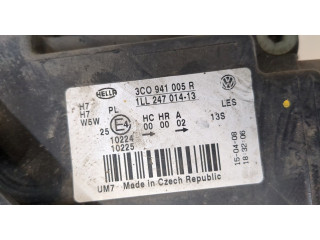 HELLA 3C0 941 005 R
1LL 247 014-13
H7 PL HC HR A LES
H7
W5W
25 E4 00 00 02 13S
10224
10225
15-04-08
18:32:06
UM7 Made in Czech Republic